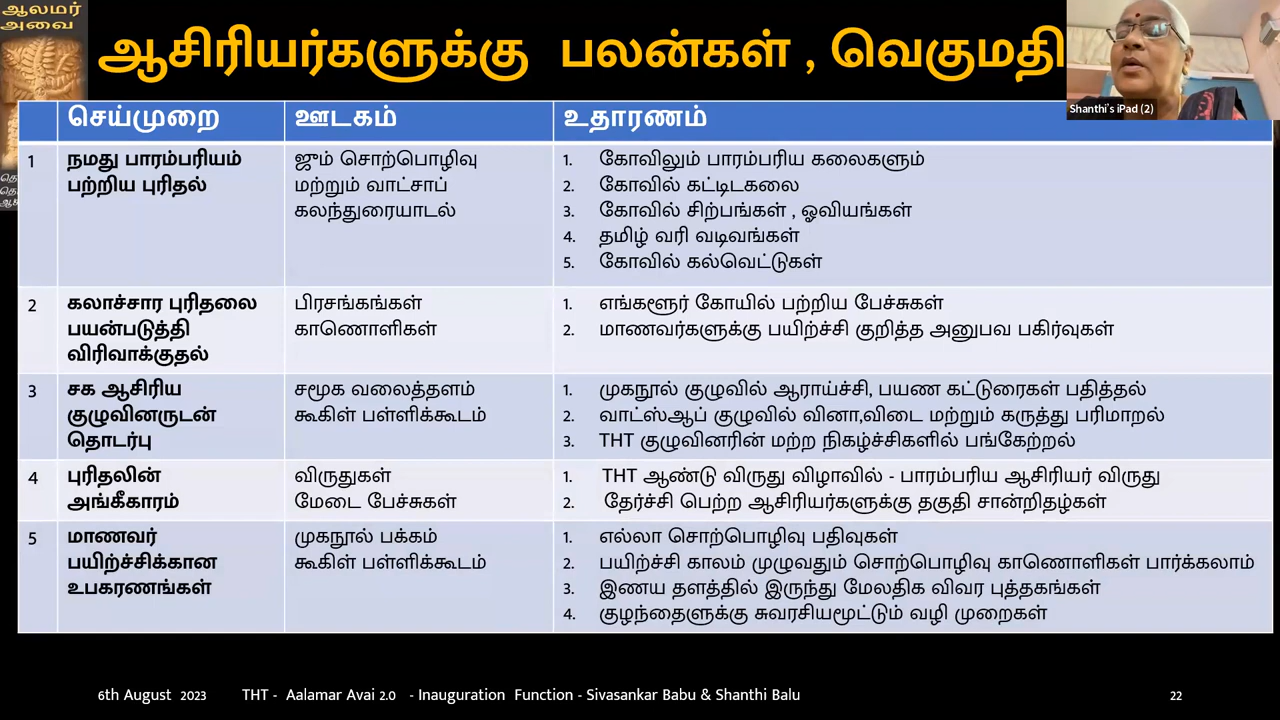 ஆலமர்
அவை
ஆசிரியர்களுக்கு பலன்கள் , வெகுமதி
Shanthi's iPad (2)
செய்முறை ஊடகம் உதாரணம்
1 நமது பாரம்பரியம் பற்றிய புரிதல்
ஜும் சொற்பொழிவு
மற்றும் வாட்சாப்
கலந்துரையாடல்
1. கோவிலும் பாரம்பரிய கலைகளும்
2. கோவில் கட்டிடகலை
3. கோவில் சிற்பங்கள் , ஓவியங்கள்
4. தமிழ் வரி வடிவங்கள்
5. கோவில் கல்வெட்டுகள்
2 கலாச்சார புரிதலை
பயன்படுத்தி
விரிவாக்குதல்
பிரசங்கங்கள்
காணொளிகள்
1. எங்களூர் கோயில் பற்றிய பேச்சுகள்
2. மாணவர்களுக்கு பயிற்ச்சி குறித்த அனுபவ பகிர்வுகள்
3 சக ஆசிரிய
குழுவினருடன்
தொடர்பு
சமூக வலைத்தளம்
கூகிள் பள்ளிக்கூடம்
1. முகநூல் குழுவில் ஆராய்ச்சி, பயண கட்டுரைகள் பதித்தல்
2. வாட்ஸ்ஆப் குழுவில் வினா,விடை மற்றும் கருத்து பரிமாறல்
3. THT குழுவினரின் மற்ற நிகழ்ச்சிகளில் பங்கேற்றல்
4 புரிதலின்
அங்கீகாரம்
விருதுகள்
மேடை பேச்சுகள்
1. THT ஆண்டு விருது விழாவில் - பாரம்பரிய ஆசிரியர் விருது
2. தேர்ச்சி பெற்ற ஆசிரியர்களுக்கு தகுதி சான்றிதழ்கள்
5 மாணவர்
பயிற்ச்சிக்கான
உபகரணங்கள்
முகநூல் பக்கம்
கூகிள் பள்ளிக்கூடம்
1. எல்லா சொற்பொழிவு பதிவுகள்
2. பயிற்ச்சி காலம் முழுவதும் சொற்பொழிவு காணொளிகள் பார்க்கலாம்
3. இணய தளத்தில் இருந்து மேலதிக விவர புத்தகங்கள்
4. குழந்தைளுக்கு சுவரசியமூட்டும் வழி முறைகள்
6th August 2023 THT - Aalamar Avai 2.0 - Inauguration Function - Sivasankar Babu & Shanthi Balu 22